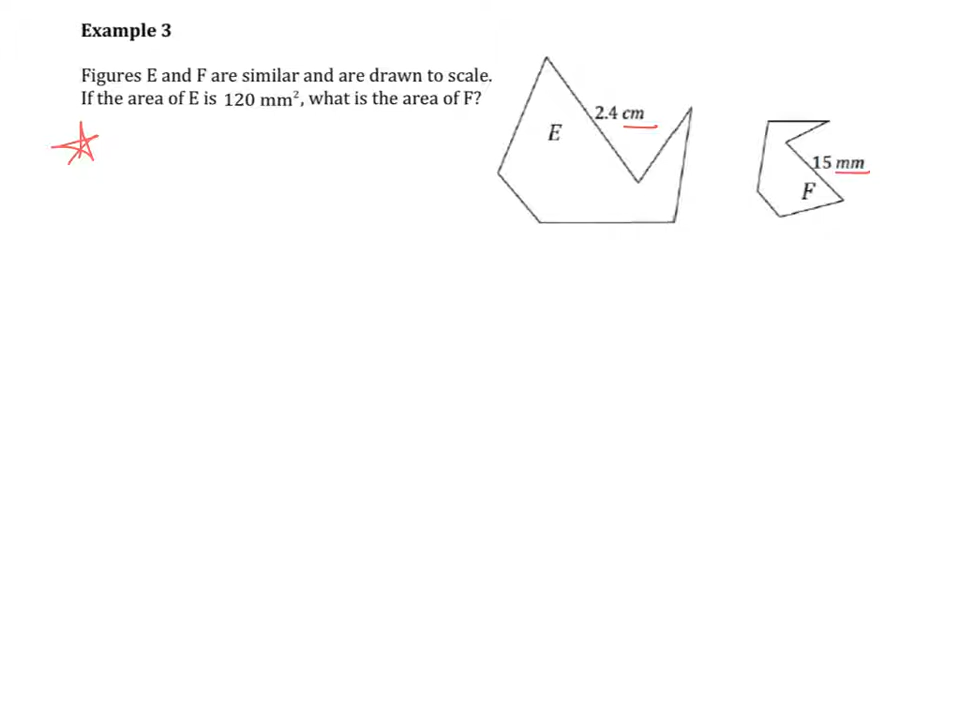 Example 3
Figures E and F are similar and are drawn to scale.
If the area of E is 120 mm², what is the area of F?
2.4 cm
E
15 mm
F